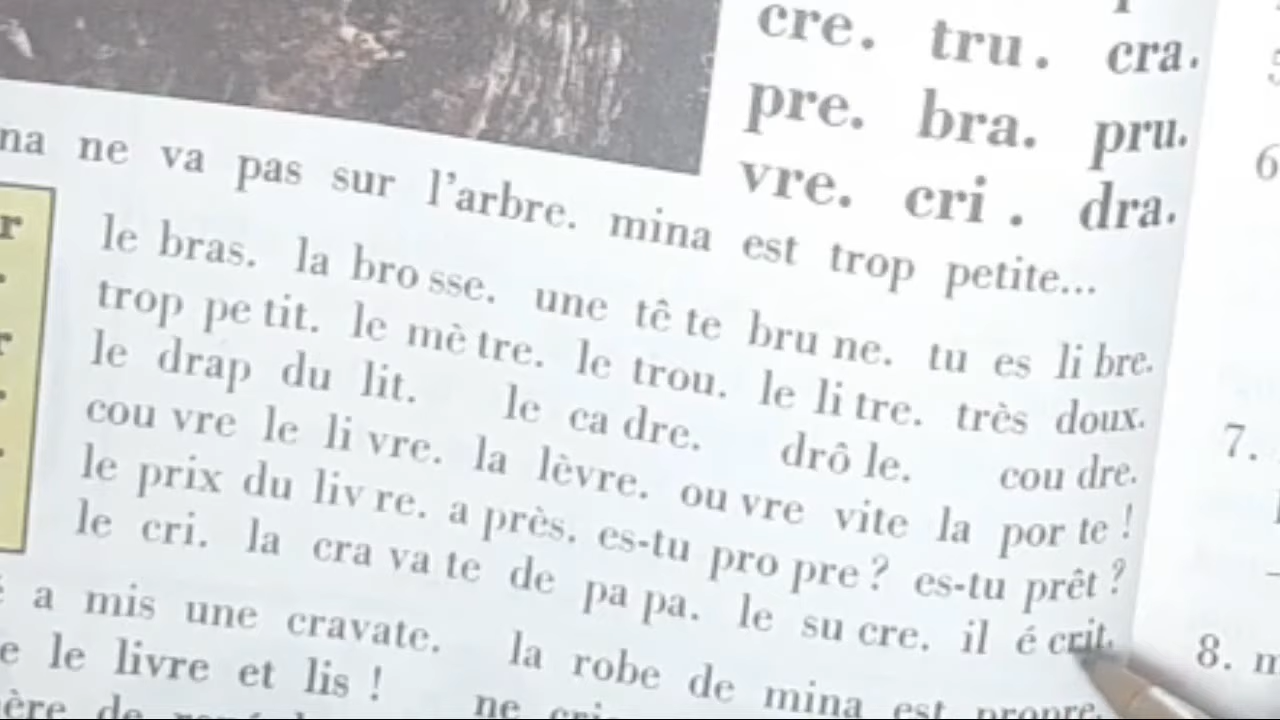 cre. tru. cra.
pre. bra. pru.
vre. cri . dra.
ne va pas sur l'arbre. mina est trop petite...
le bras. la bro sse. une tê te bru ne. tu es li bre.
trop pe tit. le mè tre. le trou. le li tre. très doux.
le drap du lit. le ca dre. drô le. cou dre.
cou vre le li vre. la lèvre. ou vre vite la por te !
le prix du liv re. a près. es-tu pro pre ? es-tu prêt ?
le cri. la cra va te de pa pa. le su cre. il é crit.
a mis une cravate. la robe de mina est propre.
le livre et lis !
de
ne
r
r
6
7.
8.